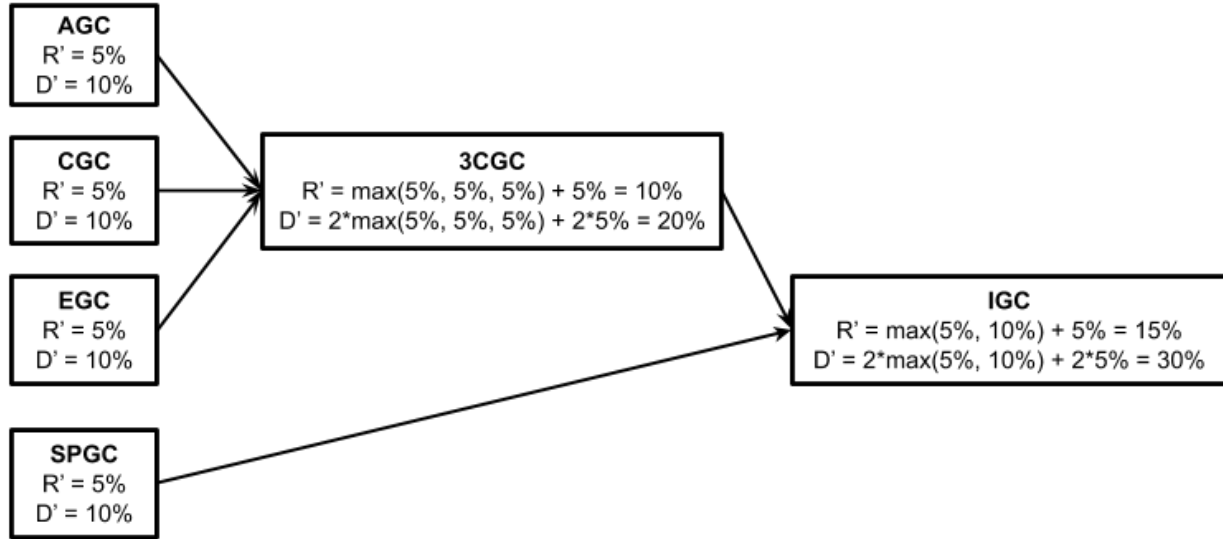 AGC
R’ = 5%
D’ = 10%
CGC
R’ = 5%
D’ = 10%
EGC
R’ = 5%
D’ = 10%
SPGC
R’ = 5%
D’ = 10%
3CGC
R’ = max(5%, 5%, 5%) + 5% = 10%
D’ = 2*max(5%, 5%, 5%) + 2*5% = 20%
IGC
R’ = max(5%, 10%) + 5% = 15%
D’ = 2*max(5%, 10%) + 2*5% = 30%